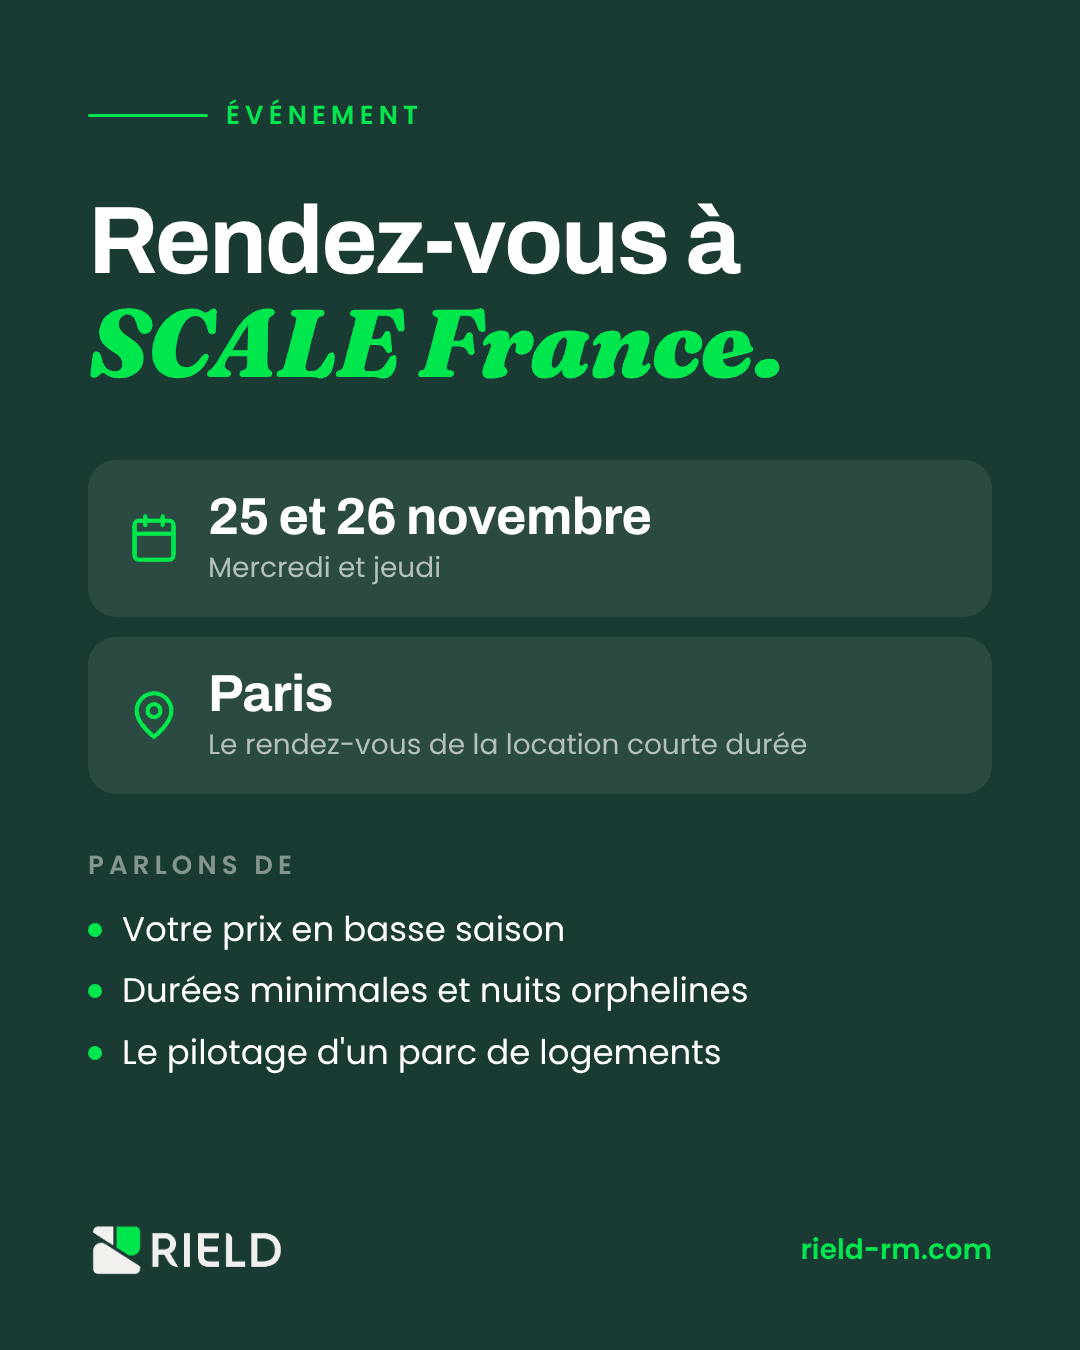 ÉVÉNEMENT
Rendez-vous à
SCALE France.
25 et 26 novembre
Mercredi et jeudi
Paris
Le rendez-vous de la location courte durée
PARLONS DE
Votre prix en basse saison
Durées minimales et nuits orphelines
Le pilotage d'un parc de logements
RIELD
rield-rm.com